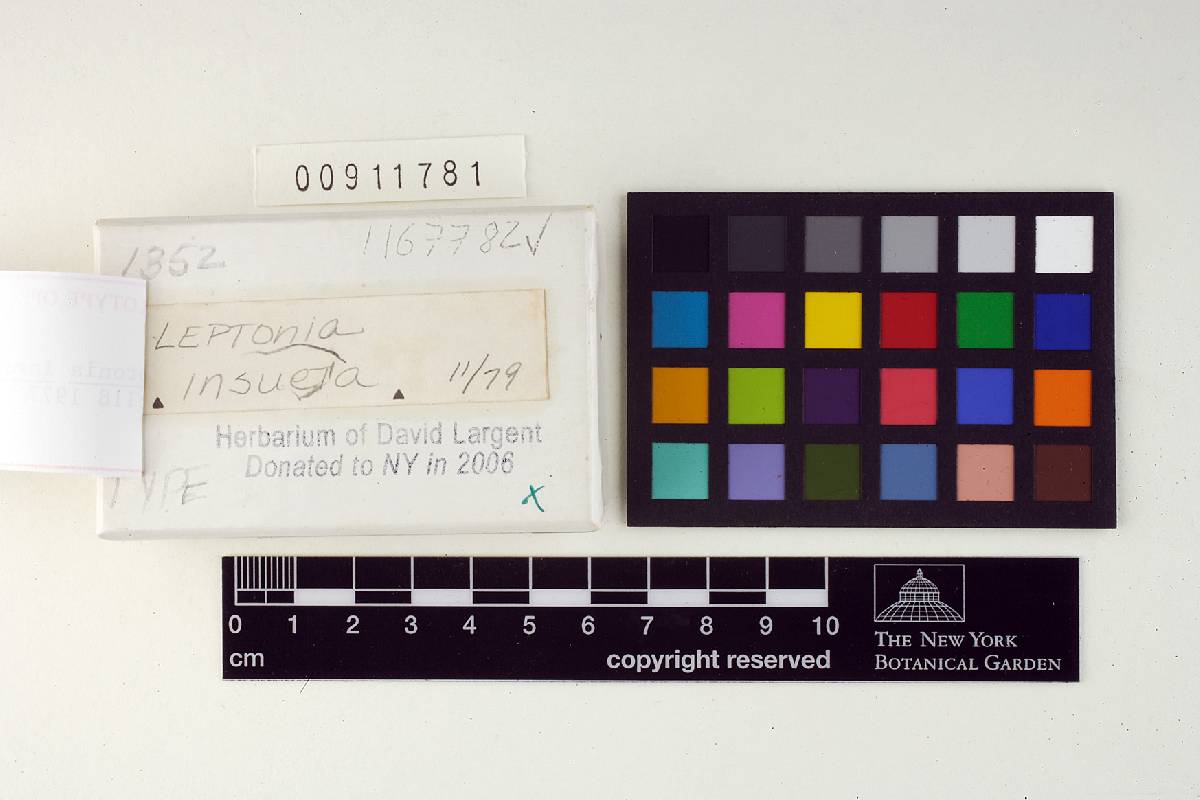 00911781
1352
1167782✓
LEPTONIA
INSUETA 11/79
Herbarium of David Largent
Donated to NY in 2006
TYPE
x
0 1 2 3 4 5 6 7 8 9 10
cm
copyright reserved
THE NEW YORK
BOTANICAL GARDEN